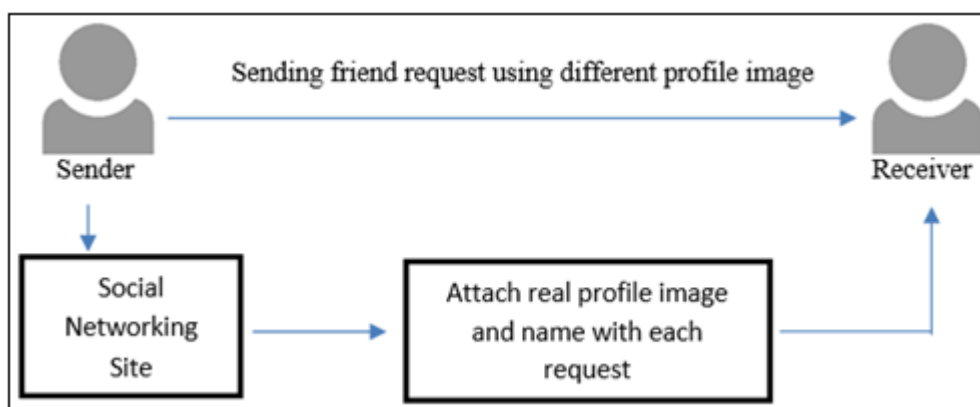 Sending friend request using different profile image
Sender
Receiver
Social
Networking
Site
Attach real profile image
and name with each
request